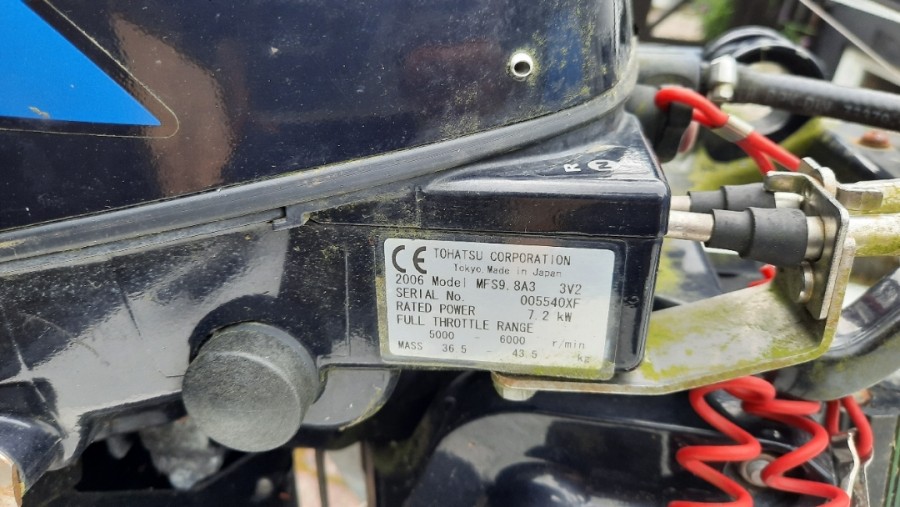 R N
CE TOHATSU CORPORATION
Tokyo Made in Japan
2006 Model MFS9.8A3 3V2
SERIAL No. 005540XF
RATED POWER 7.2 kW
FULL THROTTLE RANGE
5000 - 6000 r/min
MASS 36.5 - 43.5 kg